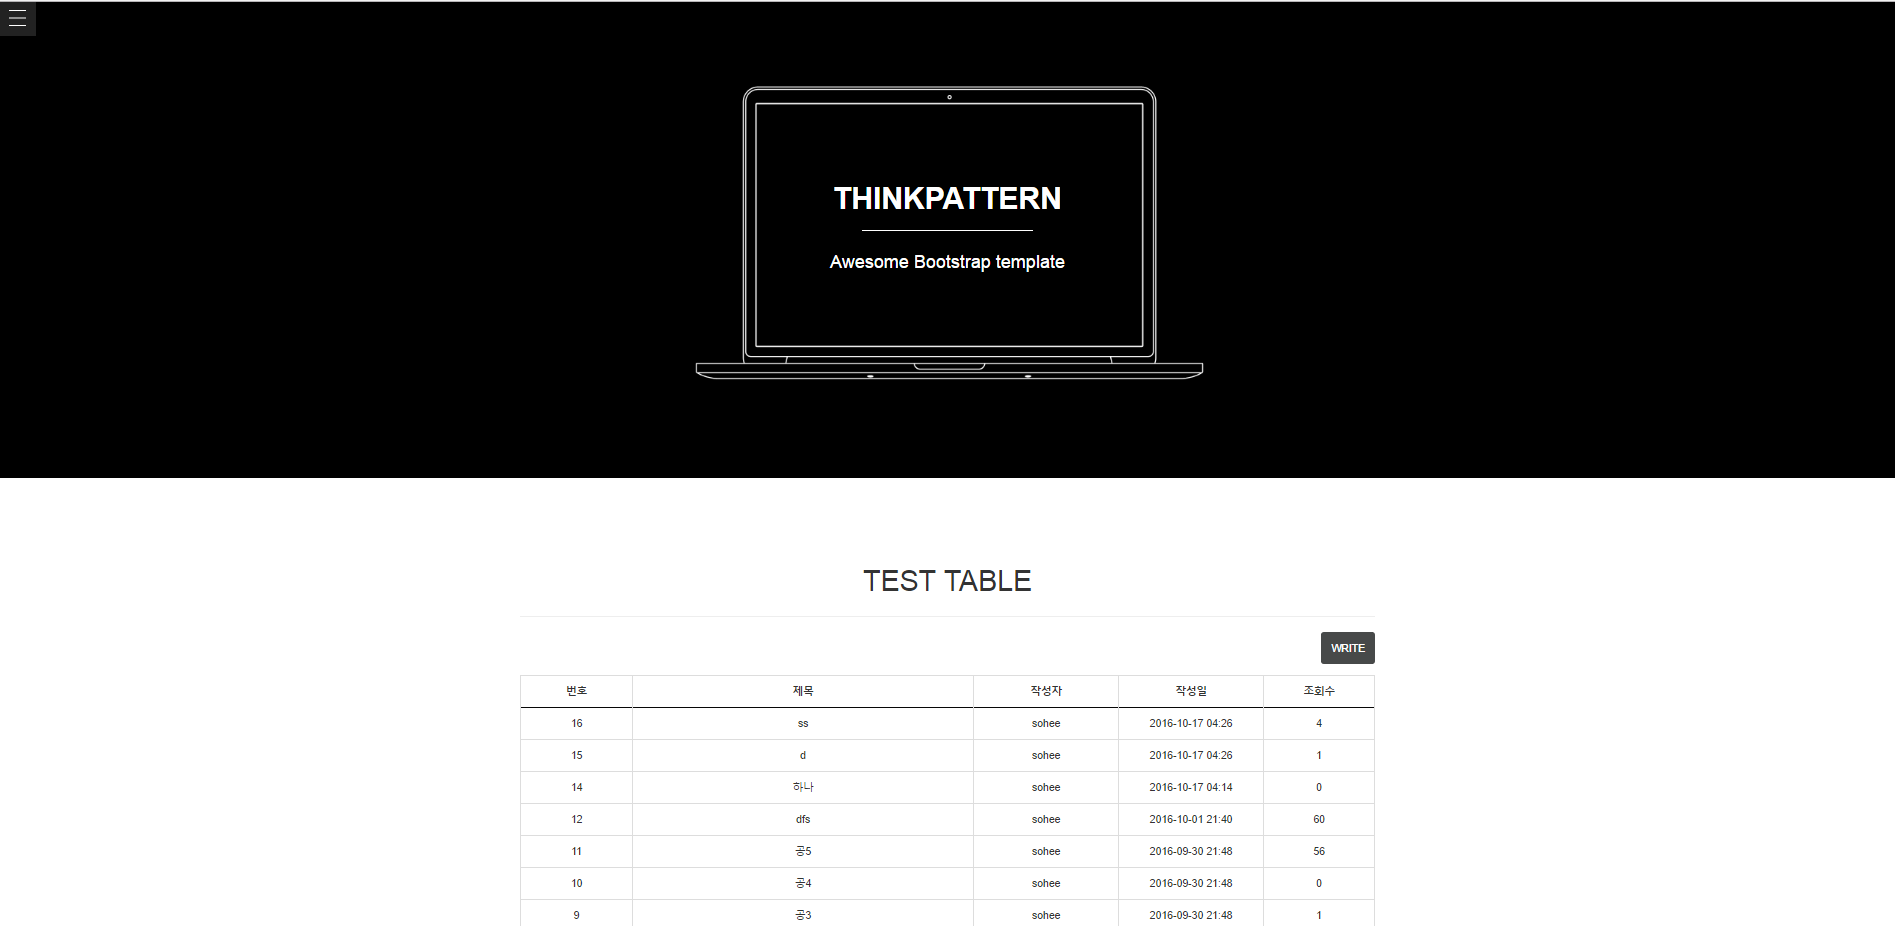 THINKPATTERN
Awesome Bootstrap template
TEST TABLE
WRITE
번호 제목 작성자 작성일 조회수
16 ss sohee 2016-10-17 04:26 4
15 d sohee 2016-10-17 04:26 1
14 하나 sohee 2016-10-17 04:14 0
12 dfs sohee 2016-10-01 21:40 60
11 공5 sohee 2016-09-30 21:48 56
10 공4 sohee 2016-09-30 21:48 0
9 공3 sohee 2016-09-30 21:48 1